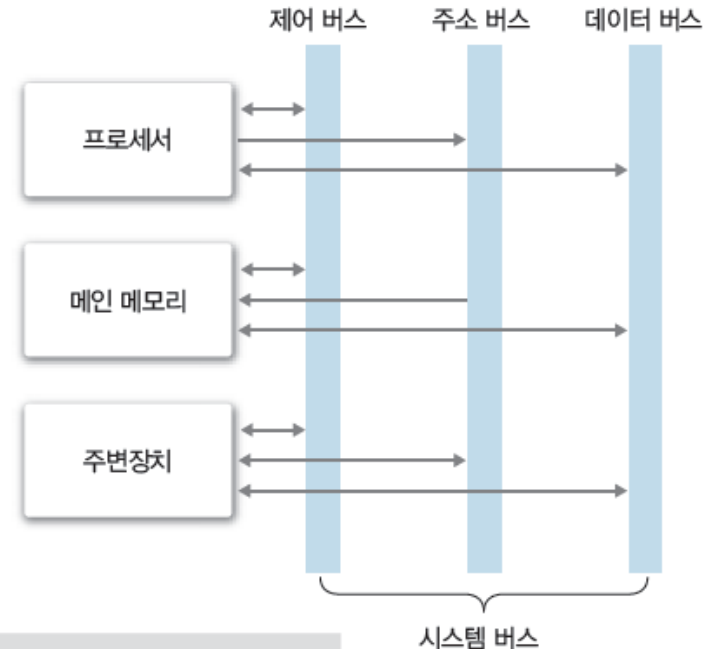 제어 버스 주소 버스 데이터 버스
프로세서
메인 메모리
주변장치
시스템 버스